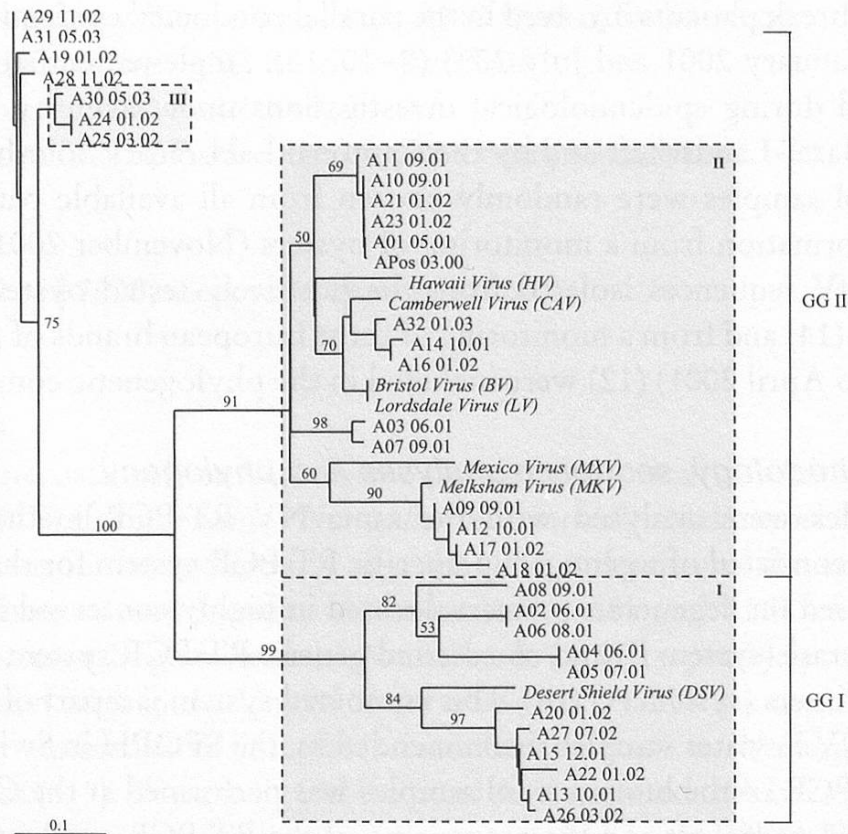 A29 11.02
A31 05.03
A19 01.02
A28 11.02
A30 05.03
III
A24 01.02
A25 03.02
75
100
91
99
0.1
II
69
A11 09.01
A10 09.01
A21 01.02
A23 01.02
50
A01 05.01
APos 03.00
Hawaii Virus (HV)
Camberwell Virus (CAV)
A32 01.03
70
A14 10.01
A16 01.02
Bristol Virus (BV)
Lordsdale Virus (LV)
98
A03 06.01
A07 09.01
60
Mexico Virus (MXV)
Melksham Virus (MKV)
90
A09 09.01
A12 10.01
A17 01.02
A18 01.02
GG II
I
82
A08 09.01
A02 06.01
53
A06 08.01
A04 06.01
A05 07.01
84
Desert Shield Virus (DSV)
97
A20 01.02
A27 07.02
A15 12.01
A22 01.02
A13 10.01
A26 03.02
GG I